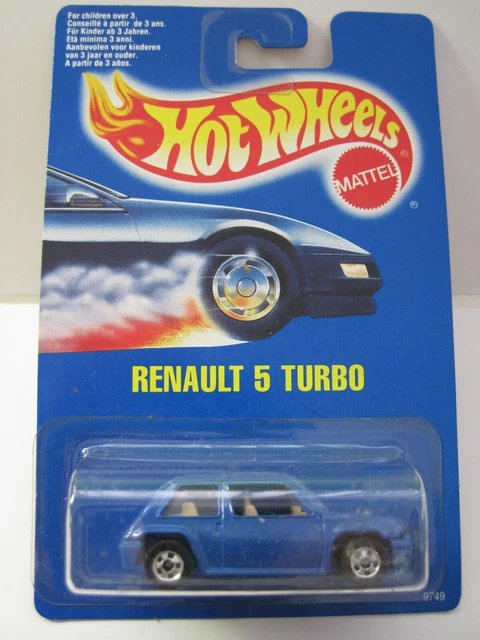 For children over 3.
Conseillé à partir de 3 ans.
Für Kinder ab 3 Jahren.
Età minima 3 anni.
Aanbevolen voor kinderen
van 3 jaar en ouder.
A partir de 3 años.
HOT WHEELS®
MATTEL
®
RENAULT 5 TURBO
9749